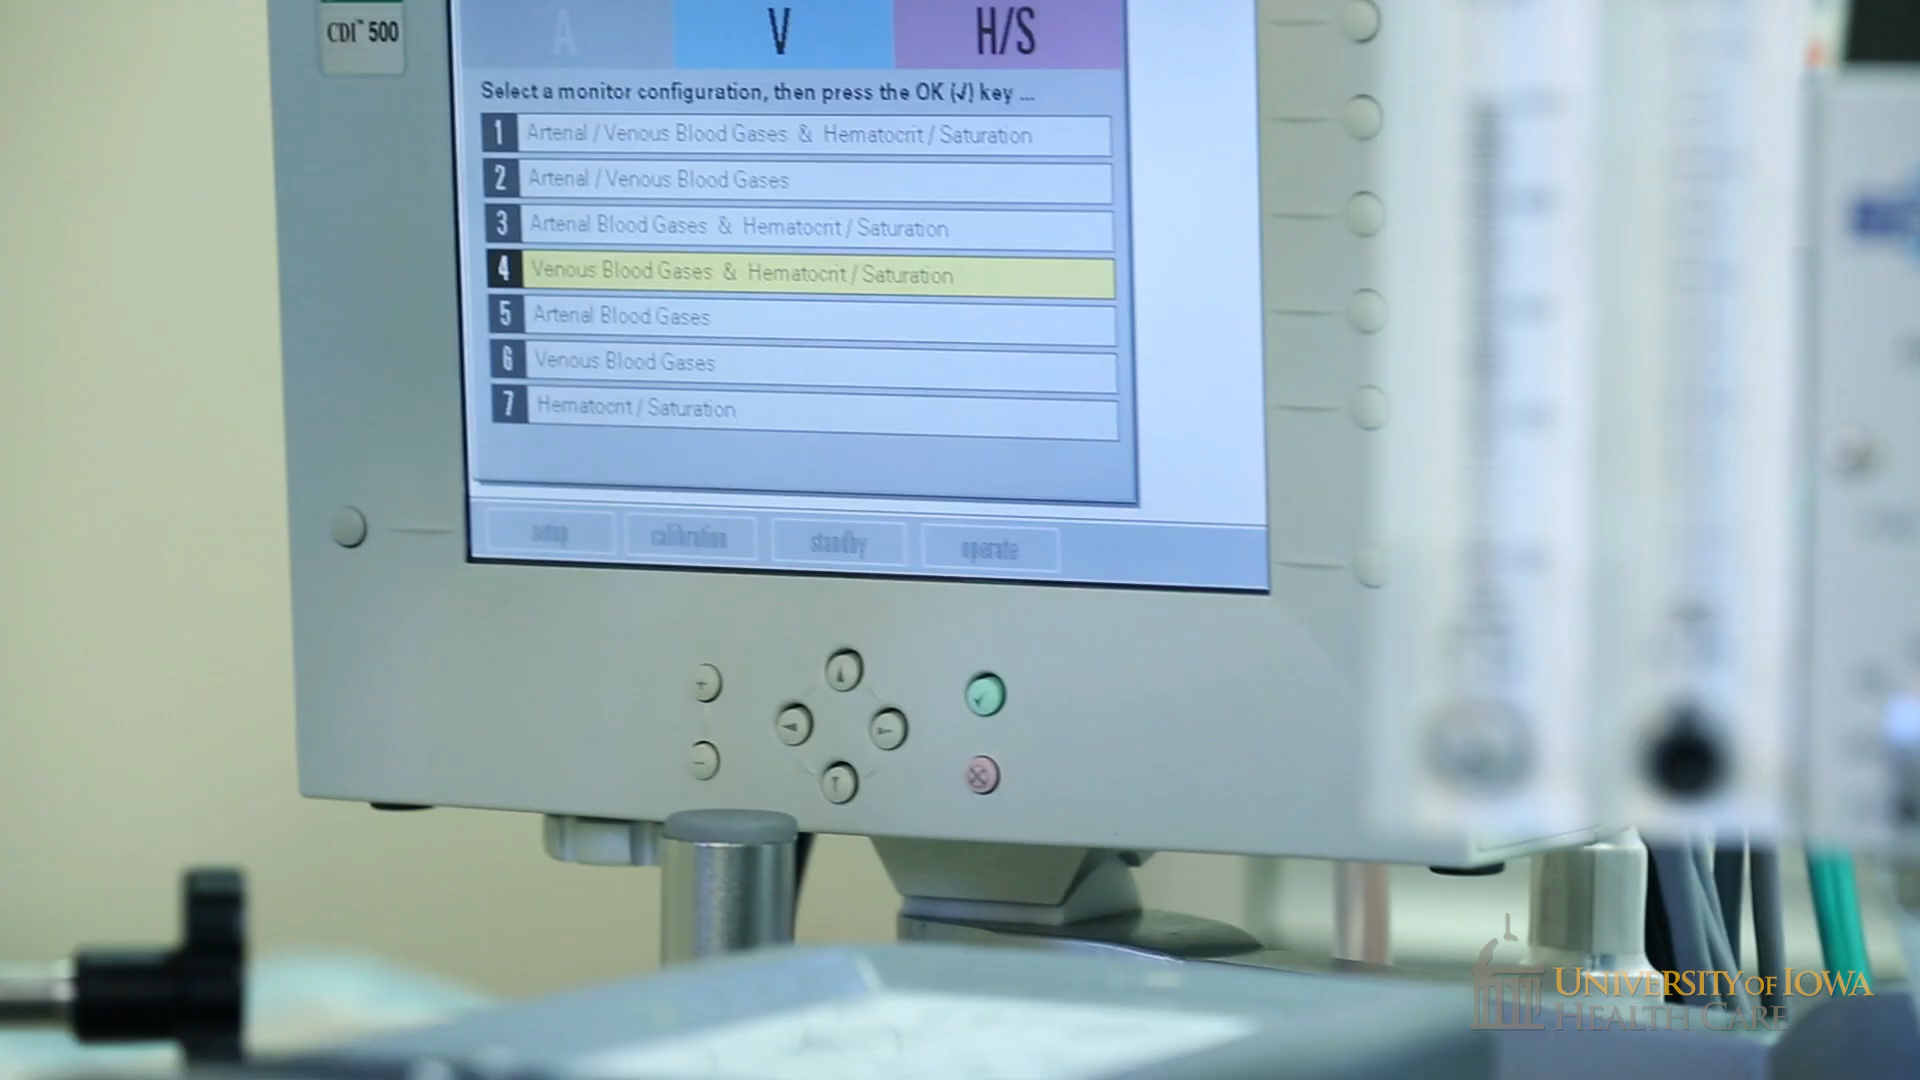 CDI™ 500
A V H/S
Select a monitor configuration, then press the OK (✓) key ...
1 Arterial / Venous Blood Gases & Hematocrit / Saturation
2 Arterial / Venous Blood Gases
3 Arterial Blood Gases & Hematocrit / Saturation
4 Venous Blood Gases & Hematocrit / Saturation
5 Arterial Blood Gases
6 Venous Blood Gases
7 Hematocrit / Saturation
setup calibration standby operate
UNIVERSITY OF IOWA
HEALTH CARE